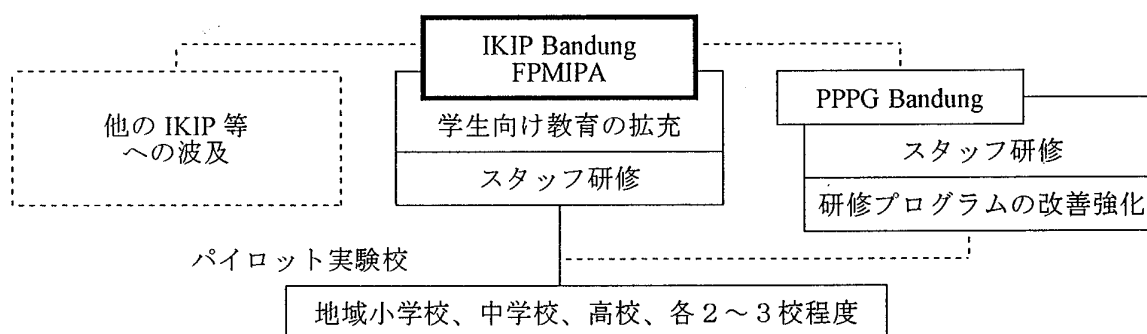 IKIP Bandung
FPMIPA
学生向け教育の拡充
スタッフ研修
他の IKIP 等
への波及
PPPG Bandung
スタッフ研修
研修プログラムの改善強化
パイロット実験校
地域小学校、中学校、高校、各2～3校程度